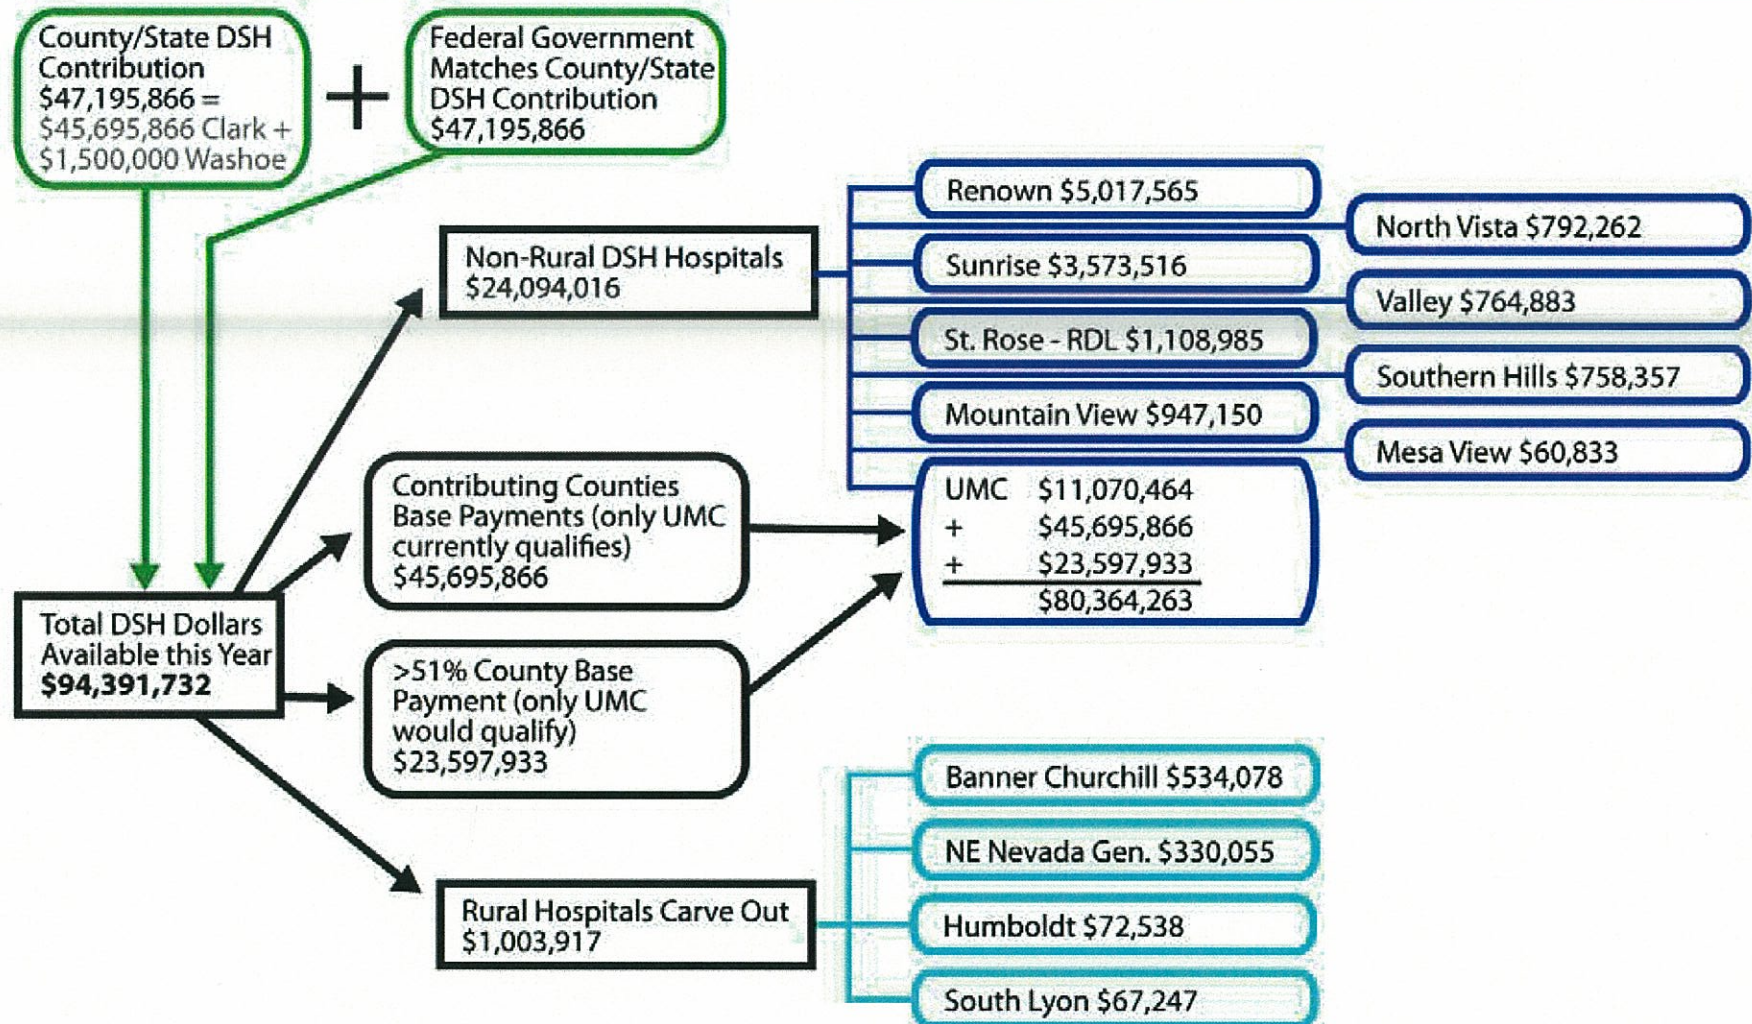 County/State DSH
Contribution
$47,195,866 =
$45,695,866 Clark +
$1,500,000 Washoe
+
Federal Government
Matches County/State
DSH Contribution
$47,195,866
Total DSH Dollars
Available this Year
$94,391,732
Non-Rural DSH Hospitals
$24,094,016
Contributing Counties
Base Payments (only UMC
currently qualifies)
$45,695,866
>51% County Base
Payment (only UMC
would qualify)
$23,597,933
Rural Hospitals Carve Out
$1,003,917
Renown $5,017,565
North Vista $792,262
Sunrise $3,573,516
Valley $764,883
St. Rose - RDL $1,108,985
Southern Hills $758,357
Mountain View $947,150
Mesa View $60,833
UMC $11,070,464
+ $45,695,866
+ $23,597,933
$80,364,263
Banner Churchill $534,078
NE Nevada Gen. $330,055
Humboldt $72,538
South Lyon $67,247